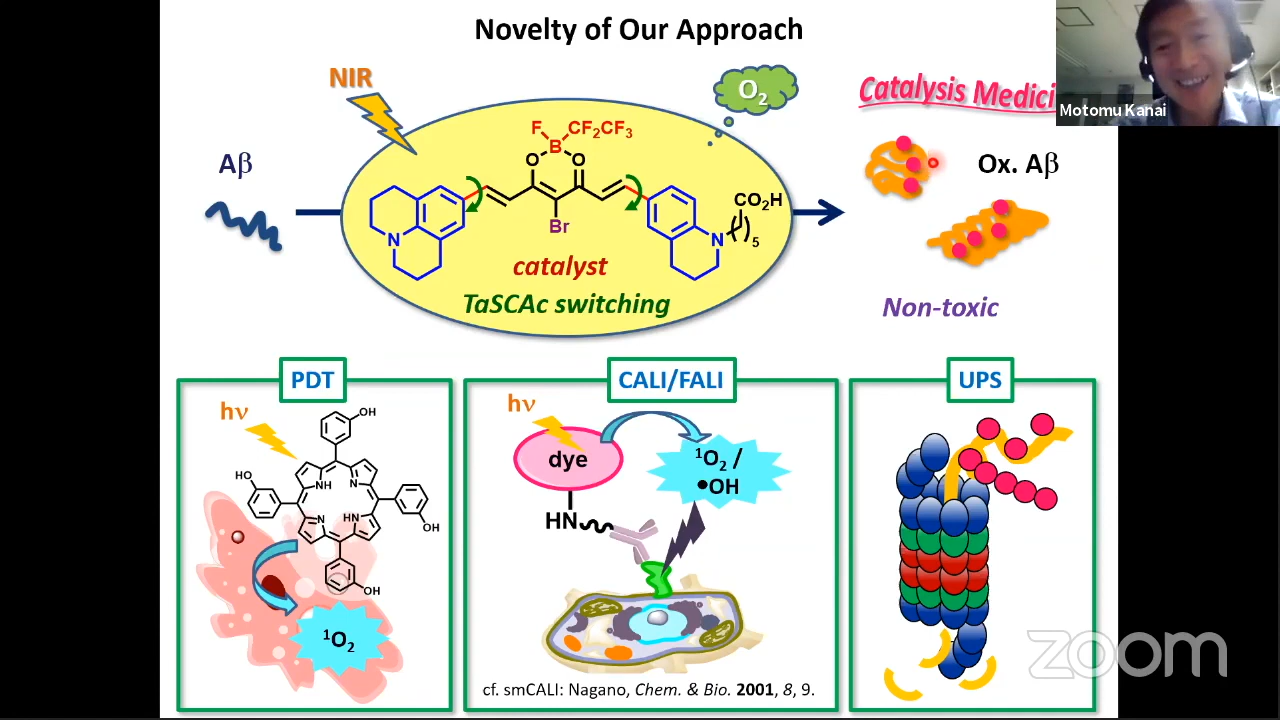 Novelty of Our Approach
NIR
O2
Catalysis Medici
Motomu Kanai
F
CF2CF3
B
O
O
Aβ
Ox. Aβ
Br
CO2H
N
N
5
catalyst
TaSCAc switching
Non-toxic
PDT
CALI/FALI
UPS
hν
OH
HO
NH
N
N
HN
OH
OH
1O2
hν
dye
1O2 /
•OH
HN
cf. smCALI: Nagano, Chem. & Bio. 2001, 8, 9.
zoom